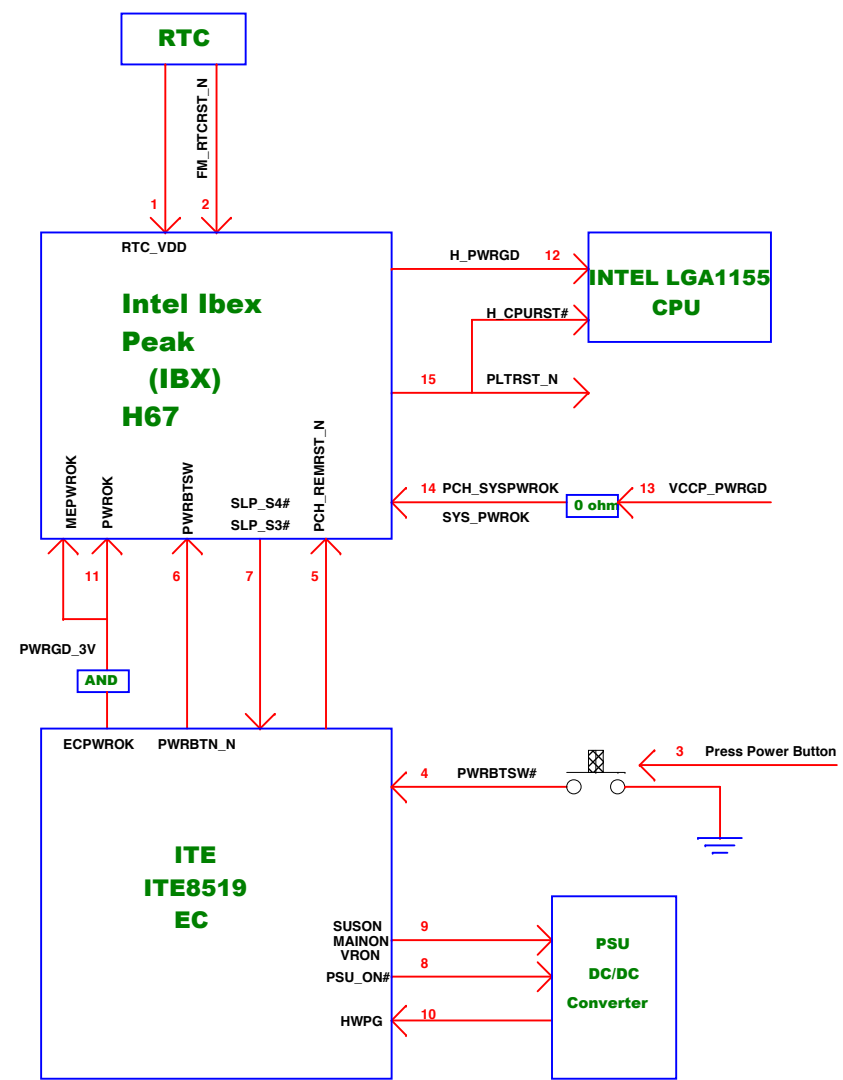 RTC
FM_RTCRST_N
1
2
RTC_VDD
Intel Ibex
Peak
(IBX)
H67
H_PWRGD
12
INTEL LGA1155
CPU
H_CPURST#
15
PLTRST_N
MEPWROK
PWROK
PWRBTSW
SLP_S4#
SLP_S3#
PCH_REMRST_N
14
PCH_SYSPWROK
SYS_PWROK
0 ohm
13
VCCP_PWRGD
11
6
7
5
PWRGD_3V
AND
ECPWROK
PWRBTN_N
3
Press Power Button
4
PWRBTSW#
ITE
ITE8519
EC
SUSON
MAINON
VRON
9
PSU_ON#
8
HWPG
10
PSU
DC/DC
Converter